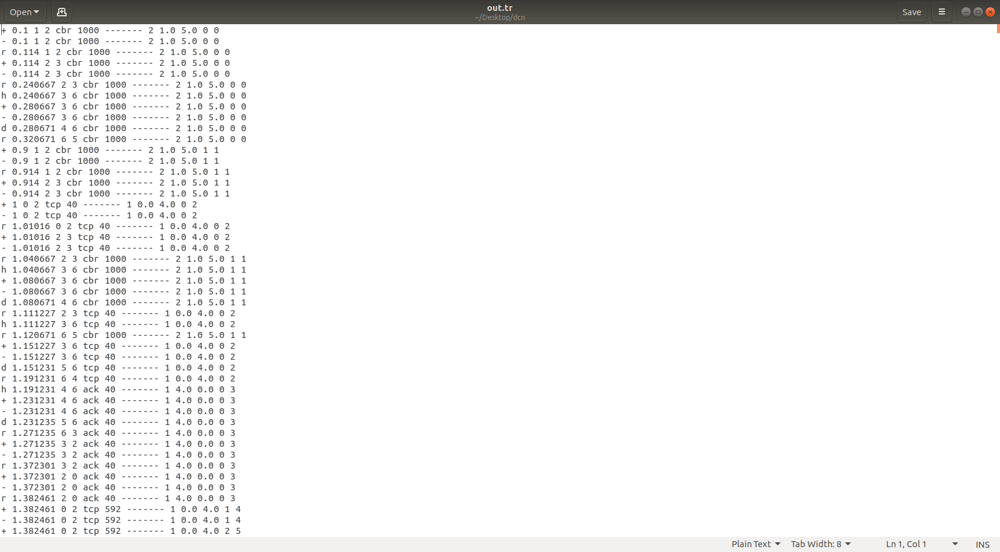 Open
out.tr
~/Desktop/dcn
Save
+ 0.1 1 2 cbr 1000 ------- 2 1.0 5.0 0 0
- 0.1 1 2 cbr 1000 ------- 2 1.0 5.0 0 0
r 0.114 1 2 cbr 1000 ------- 2 1.0 5.0 0 0
+ 0.114 2 3 cbr 1000 ------- 2 1.0 5.0 0 0
- 0.114 2 3 cbr 1000 ------- 2 1.0 5.0 0 0
r 0.240667 2 3 cbr 1000 ------- 2 1.0 5.0 0 0
h 0.240667 3 6 cbr 1000 ------- 2 1.0 5.0 0 0
+ 0.280667 3 6 cbr 1000 ------- 2 1.0 5.0 0 0
- 0.280667 3 6 cbr 1000 ------- 2 1.0 5.0 0 0
d 0.280671 4 6 cbr 1000 ------- 2 1.0 5.0 0 0
r 0.320671 6 5 cbr 1000 ------- 2 1.0 5.0 0 0
+ 0.9 1 2 cbr 1000 ------- 2 1.0 5.0 1 1
- 0.9 1 2 cbr 1000 ------- 2 1.0 5.0 1 1
r 0.914 1 2 cbr 1000 ------- 2 1.0 5.0 1 1
+ 0.914 2 3 cbr 1000 ------- 2 1.0 5.0 1 1
- 0.914 2 3 cbr 1000 ------- 2 1.0 5.0 1 1
+ 1 0 2 tcp 40 ------- 1 0.0 4.0 0 2
- 1 0 2 tcp 40 ------- 1 0.0 4.0 0 2
r 1.01016 0 2 tcp 40 ------- 1 0.0 4.0 0 2
+ 1.01016 2 3 tcp 40 ------- 1 0.0 4.0 0 2
- 1.01016 2 3 tcp 40 ------- 1 0.0 4.0 0 2
r 1.040667 2 3 cbr 1000 ------- 2 1.0 5.0 1 1
h 1.040667 3 6 cbr 1000 ------- 2 1.0 5.0 1 1
+ 1.080667 3 6 cbr 1000 ------- 2 1.0 5.0 1 1
- 1.080667 3 6 cbr 1000 ------- 2 1.0 5.0 1 1
d 1.080671 4 6 cbr 1000 ------- 2 1.0 5.0 1 1
r 1.111227 2 3 tcp 40 ------- 1 0.0 4.0 0 2
h 1.111227 3 6 tcp 40 ------- 1 0.0 4.0 0 2
r 1.120671 6 5 cbr 1000 ------- 2 1.0 5.0 1 1
+ 1.151227 3 6 tcp 40 ------- 1 0.0 4.0 0 2
- 1.151227 3 6 tcp 40 ------- 1 0.0 4.0 0 2
d 1.151231 5 6 tcp 40 ------- 1 0.0 4.0 0 2
r 1.191231 6 4 tcp 40 ------- 1 0.0 4.0 0 2
h 1.191231 4 6 ack 40 ------- 1 4.0 0.0 0 3
+ 1.231231 4 6 ack 40 ------- 1 4.0 0.0 0 3
- 1.231231 4 6 ack 40 ------- 1 4.0 0.0 0 3
d 1.231235 5 6 ack 40 ------- 1 4.0 0.0 0 3
r 1.271235 6 3 ack 40 ------- 1 4.0 0.0 0 3
+ 1.271235 3 2 ack 40 ------- 1 4.0 0.0 0 3
- 1.271235 3 2 ack 40 ------- 1 4.0 0.0 0 3
r 1.372301 3 2 ack 40 ------- 1 4.0 0.0 0 3
+ 1.372301 2 0 ack 40 ------- 1 4.0 0.0 0 3
- 1.372301 2 0 ack 40 ------- 1 4.0 0.0 0 3
r 1.382461 2 0 ack 40 ------- 1 4.0 0.0 0 3
+ 1.382461 0 2 tcp 592 ------- 1 0.0 4.0 1 4
- 1.382461 0 2 tcp 592 ------- 1 0.0 4.0 1 4
+ 1.382461 0 2 tcp 592 ------- 1 0.0 4.0 2 5
Plain Text Tab Width: 8 Ln 1, Col 1 INS